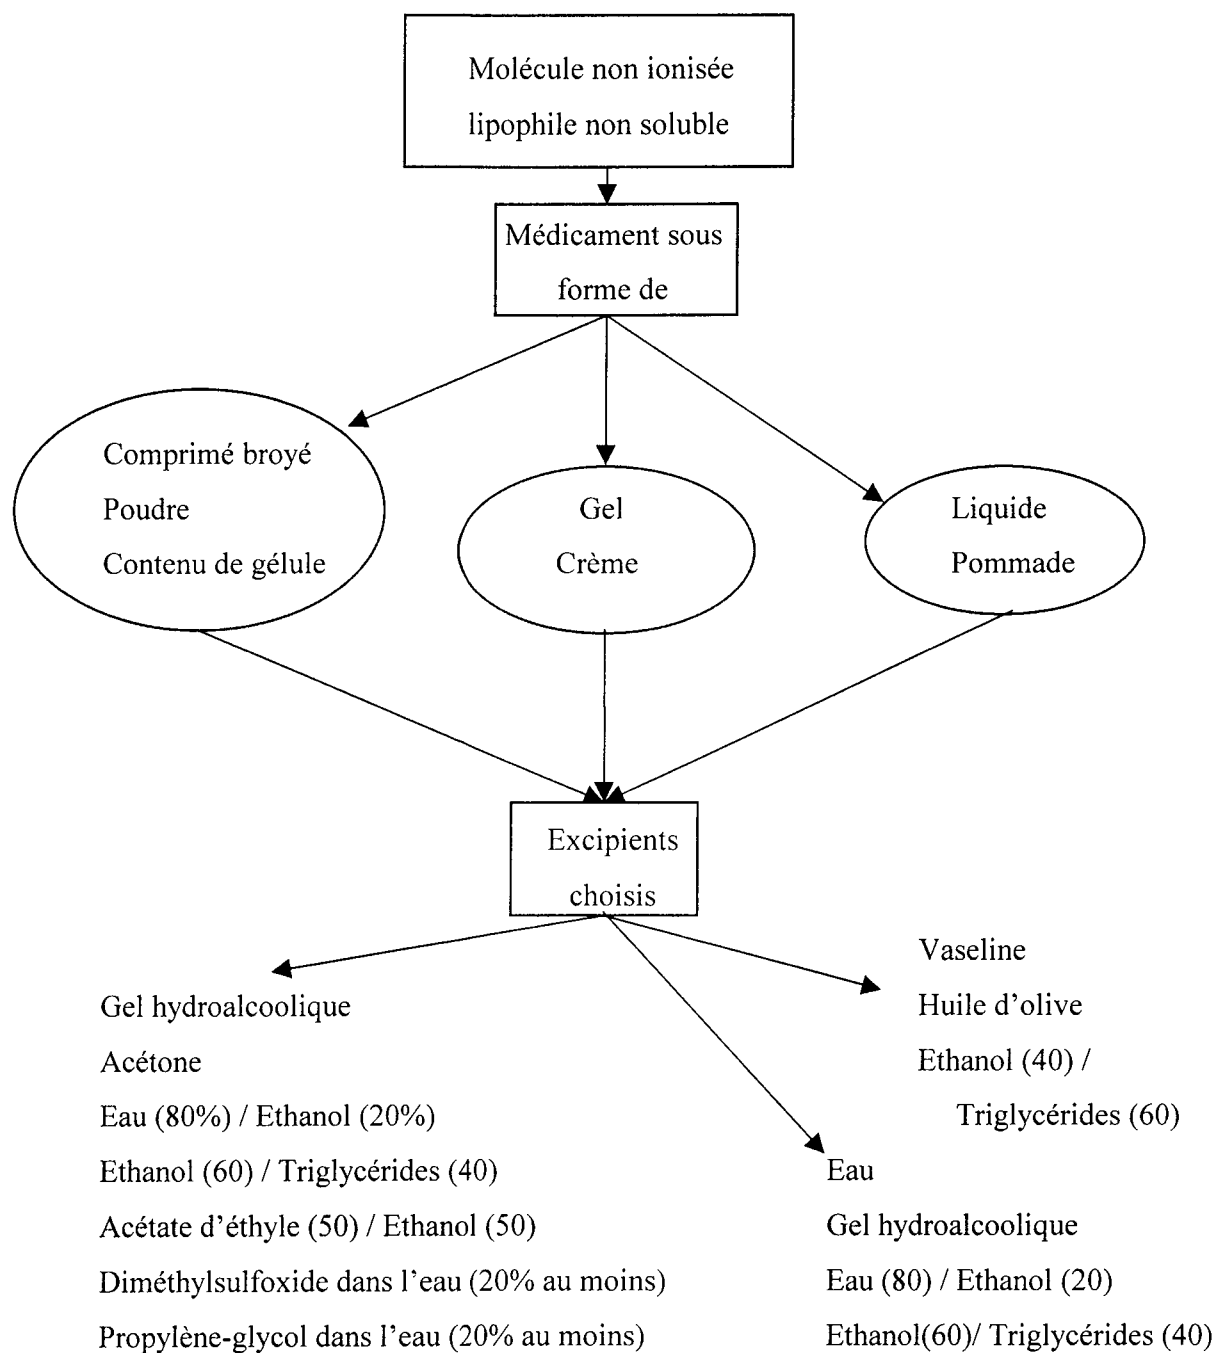 Molécule non ionisée
lipophile non soluble
Médicament sous
forme de
Comprimé broyé
Poudre
Contenu de gélule
Gel
Crème
Liquide
Pommade
Excipients
choisis
Gel hydroalcoolique
Acétone
Eau (80%) / Ethanol (20%)
Ethanol (60) / Triglycérides (40)
Acétate d'éthyle (50) / Ethanol (50)
Diméthylsulfoxide dans l'eau (20% au moins)
Propylène-glycol dans l'eau (20% au moins)
Vaseline
Huile d'olive
Ethanol (40) /
Triglycérides (60)
Eau
Gel hydroalcoolique
Eau (80) / Ethanol (20)
Ethanol(60)/ Triglycérides (40)